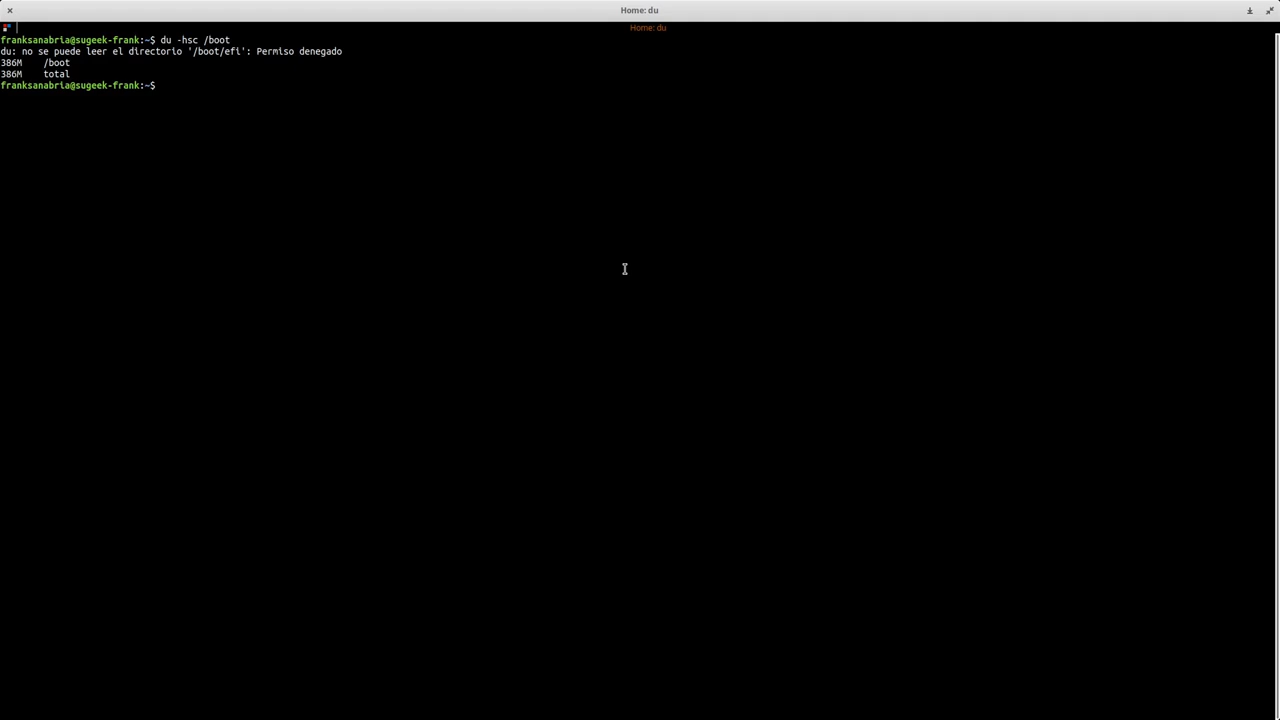 Home: du
Home: du
franksanabria@sugeek-frank:~$ du -hsc /boot
du: no se puede leer el directorio '/boot/efi': Permiso denegado
386M    /boot
386M    total
franksanabria@sugeek-frank:~$